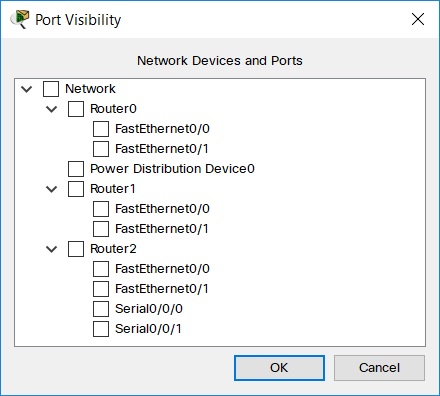 Port Visibility
Network Devices and Ports
Network
Router0
FastEthernet0/0
FastEthernet0/1
Power Distribution Device0
Router1
FastEthernet0/0
FastEthernet0/1
Router2
FastEthernet0/0
FastEthernet0/1
Serial0/0/0
Serial0/0/1
OK Cancel